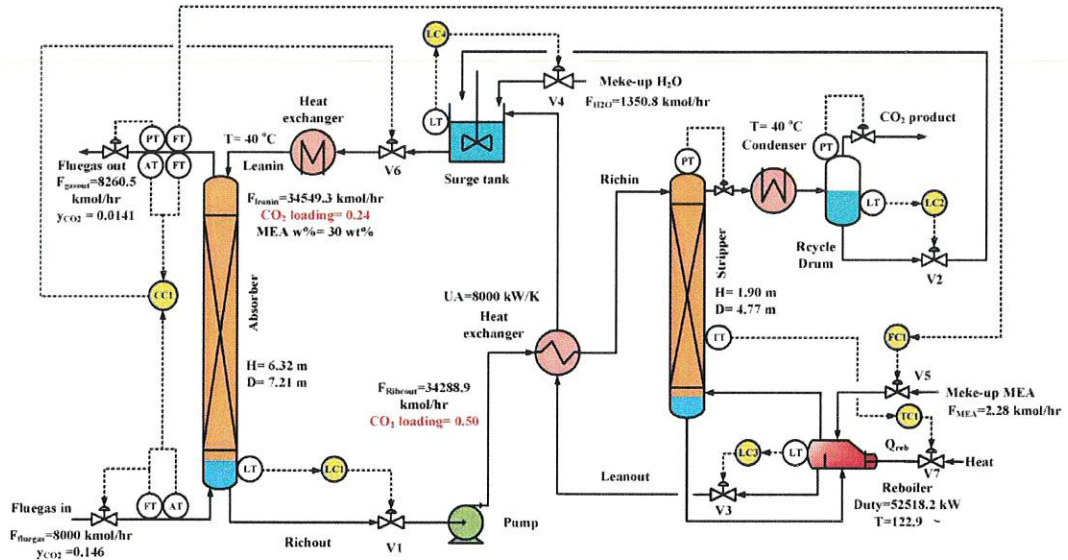 LC4
Meke-up H₂O
F_H2O=1350.8 kmol/hr
V4
LT
Surge tank
Heat
exchanger
T= 40 °C
Leanin
V6
PT
FT
AT
FT
Fluegas out
F_gasout=8260.5
kmol/hr
y_CO2 = 0.0141
F_leanin=34549.3 kmol/hr
CO₂ loading= 0.24
MEA w%= 30 wt%
CC1
Absorber
H= 6.32 m
D= 7.21 m
LT
LC1
Fluegas in
F_fluegas=8000 kmol/hr
y_CO2=0.146
FT
AT
Richout
V1
Pump
F_Rihcout=34288.9
kmol/hr
CO₂ loading= 0.50
UA=8000 kW/K
Heat
exchanger
Richin
Leanout
PT
T= 40 °C
Condenser
PT
CO₂ product
LT
LC2
Rcycle
Drum
V2
Stripper
H= 1.90 m
D= 4.77 m
TT
FC1
V5
Meke-up MEA
F_MEA=2.28 kmol/hr
TC1
Q_reb
Heat
V7
LC3
LT
V3
Reboiler
Duty=52518.2 kW
T=122.9 ~